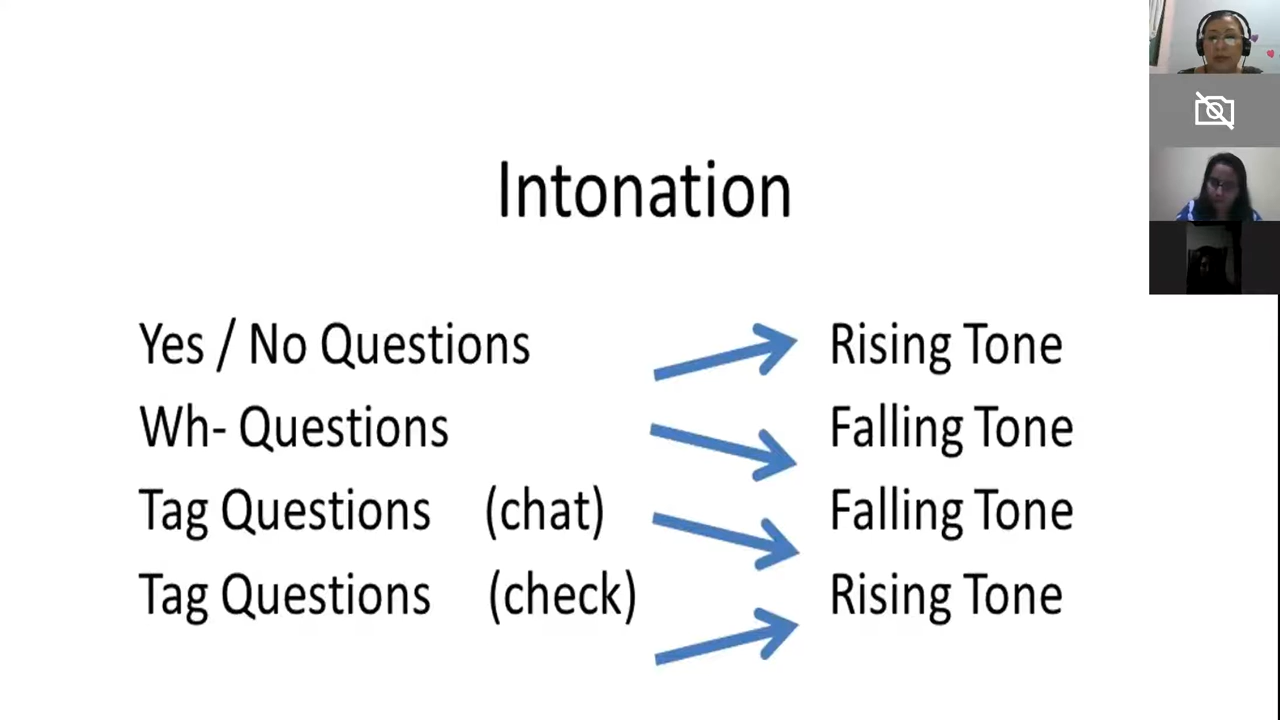 Intonation
Yes / No Questions Rising Tone
Wh- Questions Falling Tone
Tag Questions (chat) Falling Tone
Tag Questions (check) Rising Tone